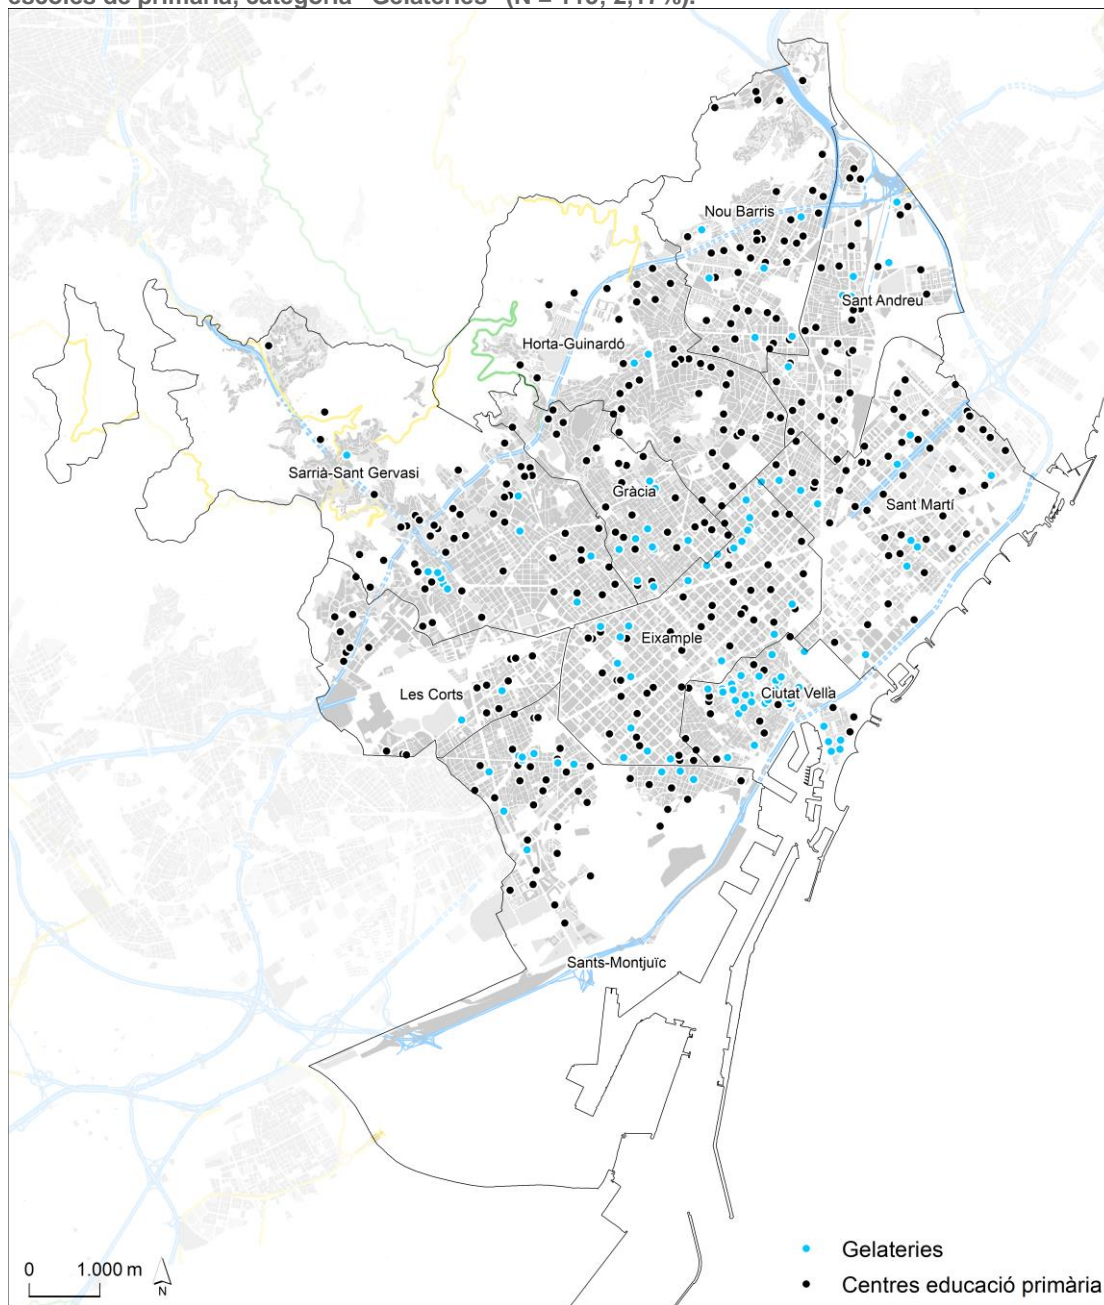 escoles de primària, categoria "Gelateries" (N = 115; 2,17%).
Nou Barris
Sant Andreu
Horta-Guinardó
Sarrià-Sant Gervasi
Gràcia
Sant Martí
Eixample
Les Corts
Ciutat Vella
Sants-Montjuïc
Gelateries
0 1.000 m
N
Centres educació primària